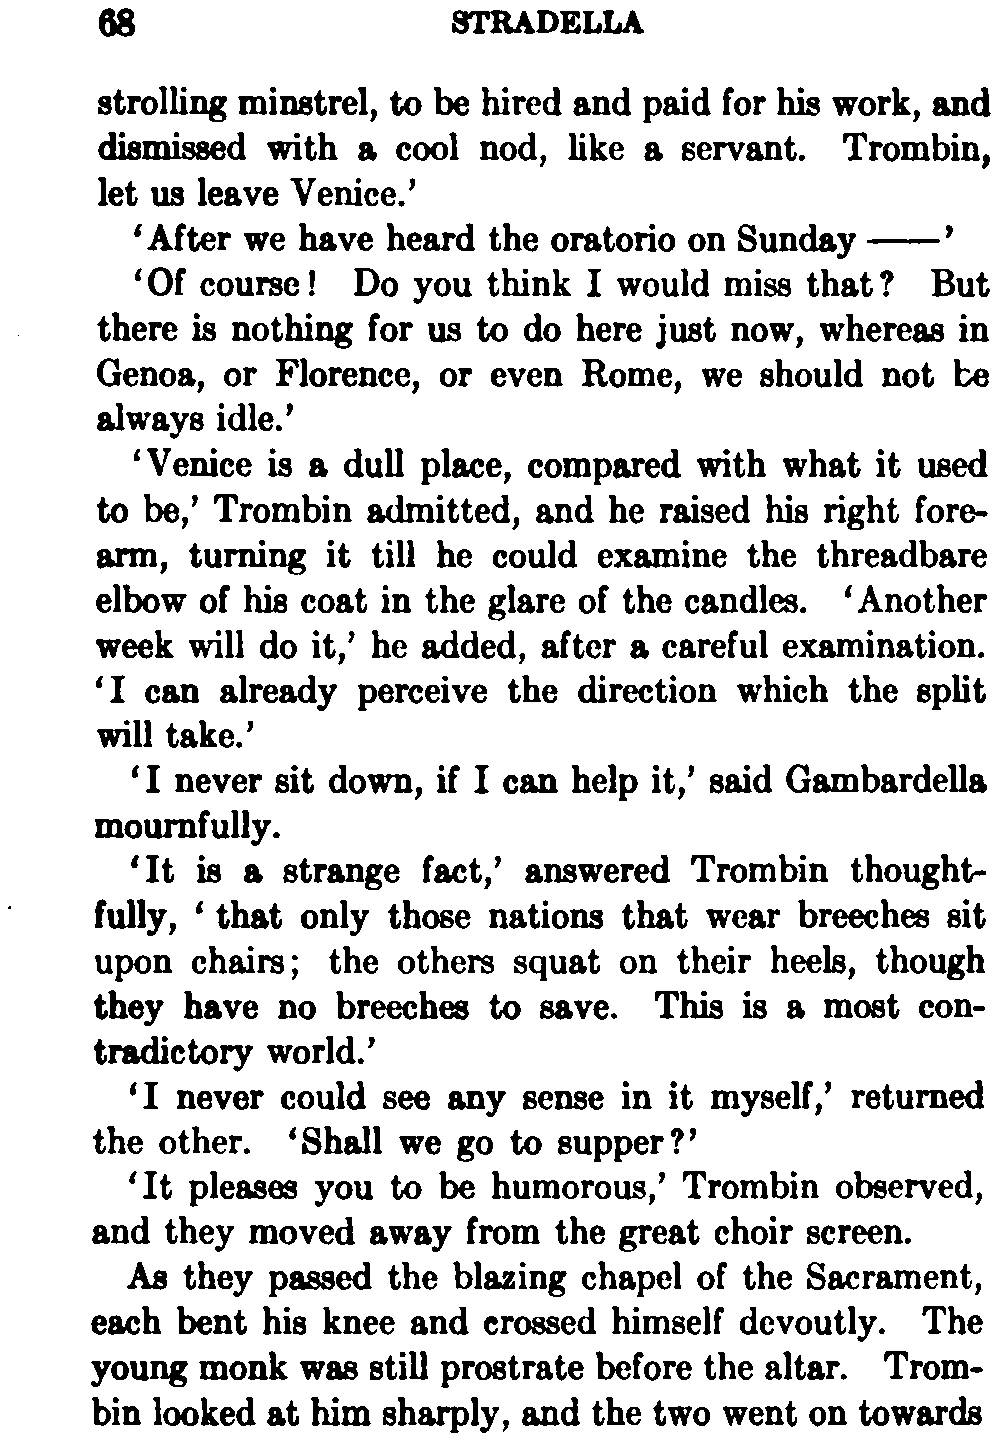 68 STRADELLA
strolling minstrel, to be hired and paid for his work, and
dismissed with a cool nod, like a servant. Trombin,
let us leave Venice.’
‘After we have heard the oratorio on Sunday ——’
‘Of course! Do you think I would miss that? But
there is nothing for us to do here just now, whereas in
Genoa, or Florence, or even Rome, we should not be
always idle.’
‘Venice is a dull place, compared with what it used
to be,’ Trombin admitted, and he raised his right fore-
arm, turning it till he could examine the threadbare
elbow of his coat in the glare of the candles. ‘Another
week will do it,’ he added, after a careful examination.
‘I can already perceive the direction which the split
will take.’
‘I never sit down, if I can help it,’ said Gambardella
mournfully.
‘It is a strange fact,’ answered Trombin thought-
fully, ‘that only those nations that wear breeches sit
upon chairs; the others squat on their heels, though
they have no breeches to save. This is a most con-
tradictory world.’
‘I never could see any sense in it myself,’ returned
the other. ‘Shall we go to supper?’
‘It pleases you to be humorous,’ Trombin observed,
and they moved away from the great choir screen.
As they passed the blazing chapel of the Sacrament,
each bent his knee and crossed himself devoutly. The
young monk was still prostrate before the altar. Trom-
bin looked at him sharply, and the two went on towards